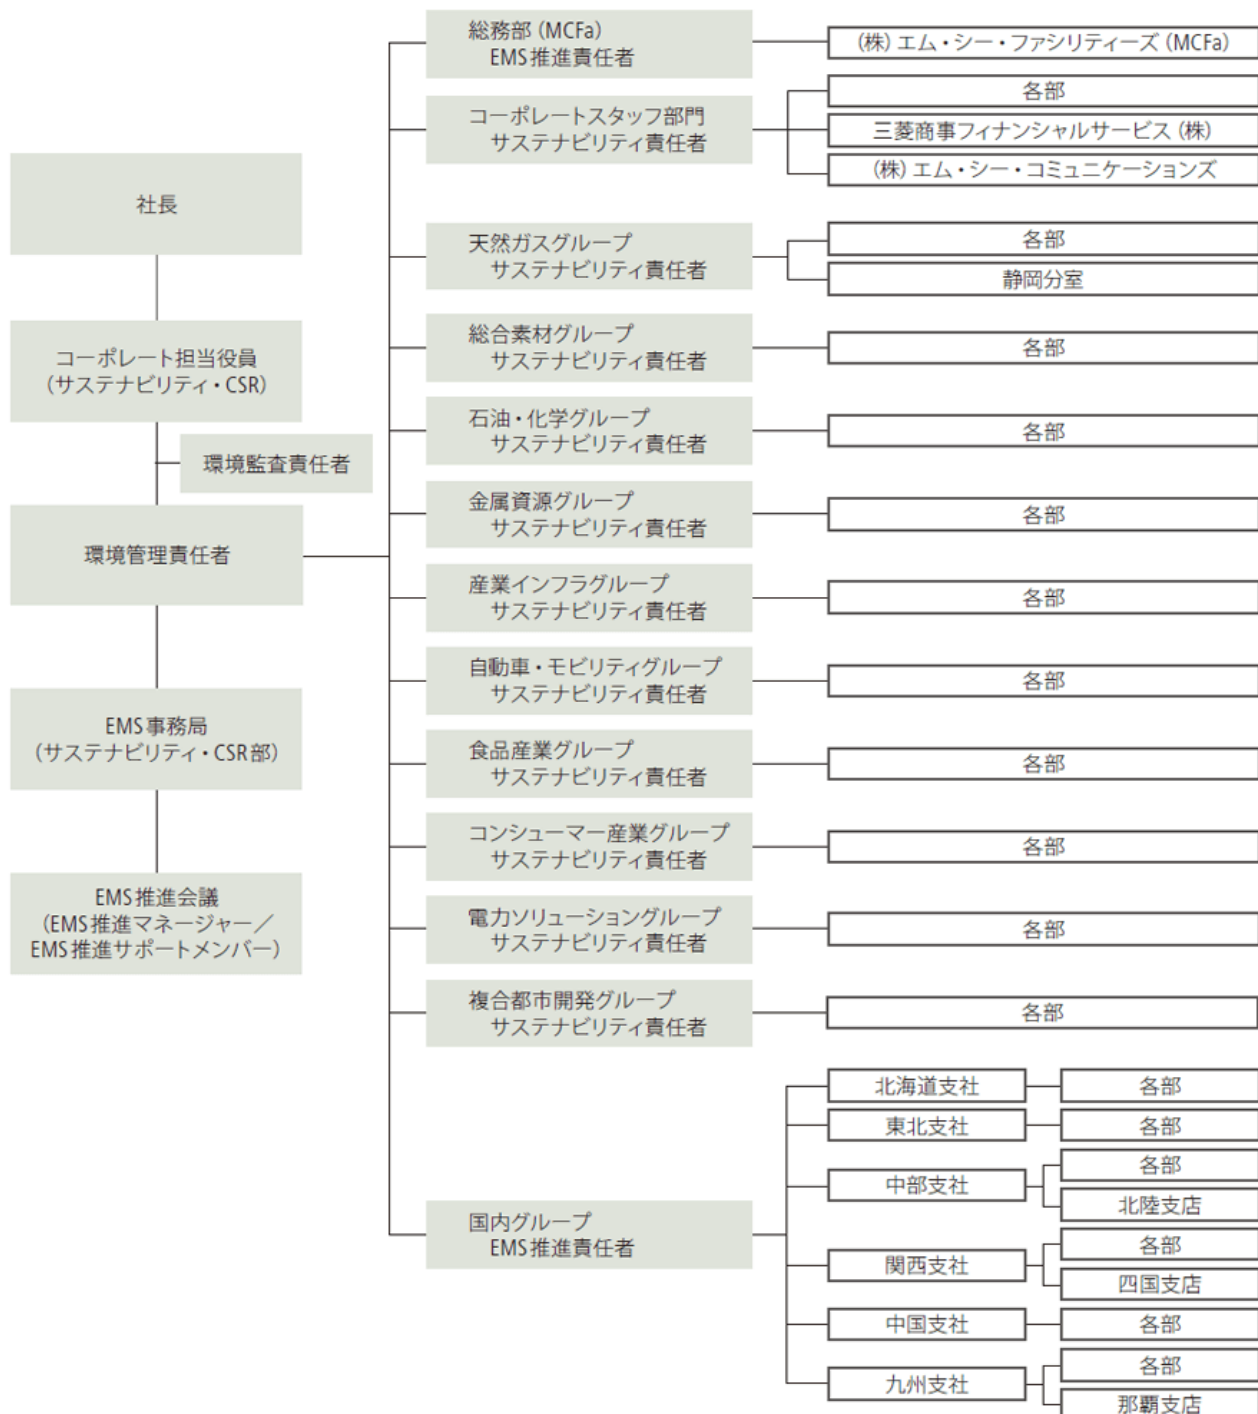 社長
コーポレート担当役員
（サステナビリティ・CSR）
環境監査責任者
環境管理責任者
EMS事務局
（サステナビリティ・CSR部）
EMS推進会議
（EMS推進マネージャー／
EMS推進サポートメンバー）
総務部（MCFa）
EMS推進責任者
（株）エム・シー・ファシリティーズ（MCFa）
コーポレートスタッフ部門
サステナビリティ責任者
各部
三菱商事フィナンシャルサービス（株）
（株）エム・シー・コミュニケーションズ
天然ガスグループ
サステナビリティ責任者
各部
静岡分室
総合素材グループ
サステナビリティ責任者
各部
石油・化学グループ
サステナビリティ責任者
各部
金属資源グループ
サステナビリティ責任者
各部
産業インフラグループ
サステナビリティ責任者
各部
自動車・モビリティグループ
サステナビリティ責任者
各部
食品産業グループ
サステナビリティ責任者
各部
コンシューマー産業グループ
サステナビリティ責任者
各部
電力ソリューショングループ
サステナビリティ責任者
各部
複合都市開発グループ
サステナビリティ責任者
各部
国内グループ
EMS推進責任者
北海道支社
各部
東北支社
各部
中部支社
各部
北陸支店
関西支社
各部
四国支店
中国支社
各部
九州支社
各部
那覇支店